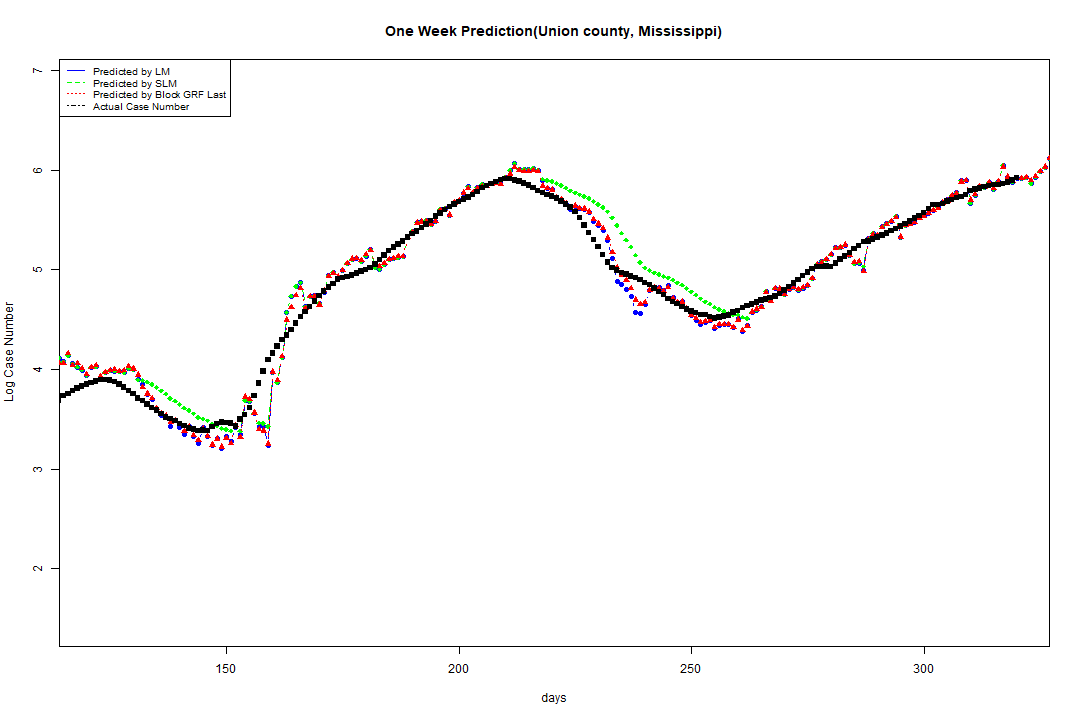 One Week Prediction(Union county, Mississippi)
Predicted by LM
Predicted by SLM
Predicted by Block GRF Last
Actual Case Number
7
6
5
4
3
2
Log Case Number
150 200 250 300
days